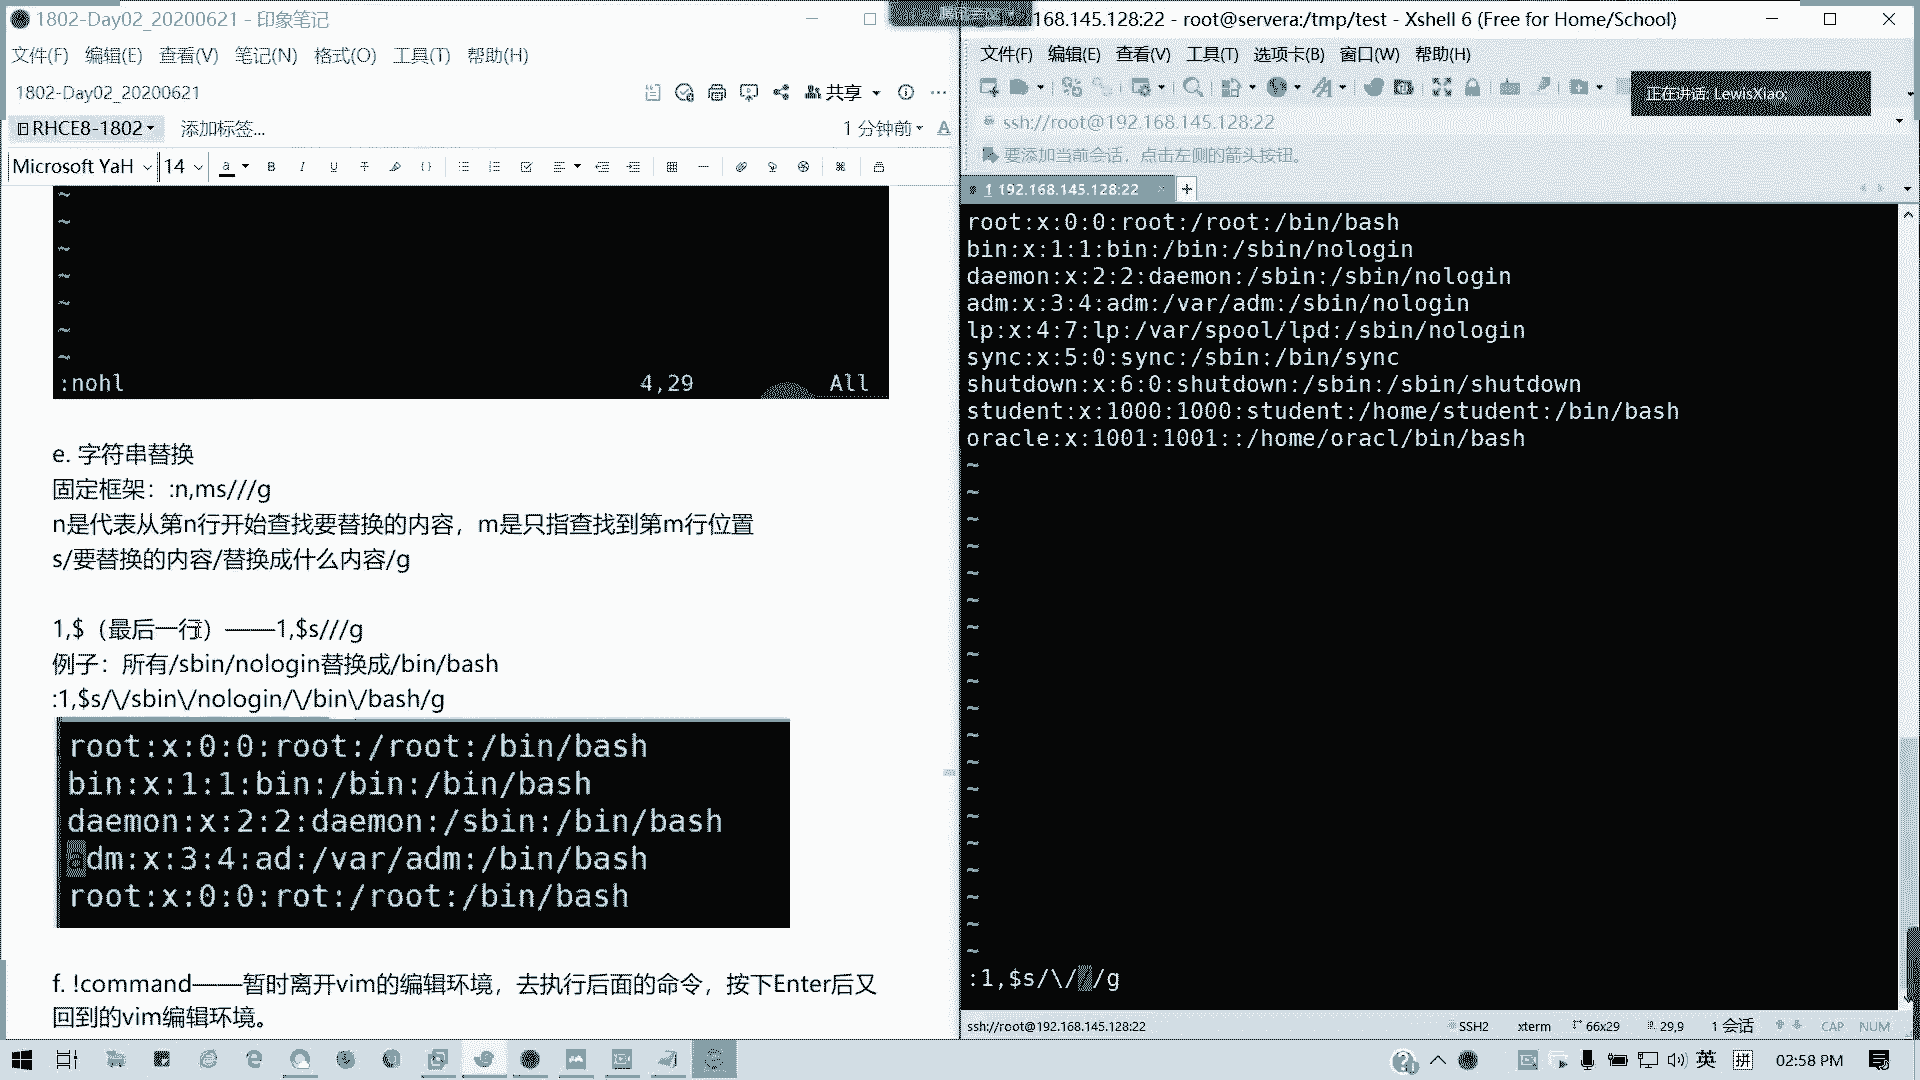 1802-Day02_20200621 - 印象笔记
文件(F) 编辑(E) 查看(V) 笔记(N) 格式(O) 工具(T) 帮助(H)
1802-Day02_20200621
共享
RHCE8-1802
添加标签...
1 分钟前
Microsoft YaH 14
:nohl 4,29 All
e. 字符串替换
固定框架：:n,ms///g
n是代表从第n行开始查找要替换的内容，m是只指查找到第m行位置
s/要替换的内容/替换成什么内容/g
1,$（最后一行）——1,$s///g
例子：所有/sbin/nologin替换成/bin/bash
:1,$s/\/sbin\/nologin/\/bin\/bash/g
root:x:0:0:root:/root:/bin/bash
bin:x:1:1:bin:/bin:/bin/bash
daemon:x:2:2:daemon:/sbin:/bin/bash
adm:x:3:4:ad:/var/adm:/bin/bash
root:x:0:0:rot:/root:/bin/bash
f. !command——暂时离开vim的编辑环境，去执行后面的命令，按下Enter后又
回到的vim编辑环境。
168.145.128:22 - root@servera:/tmp/test - Xshell 6 (Free for Home/School)
文件(F) 编辑(E) 查看(V) 工具(T) 选项卡(B) 窗口(W) 帮助(H)
正在讲话: LewisXiao;
ssh://root@192.168.145.128:22
要添加当前会话，点击左侧的箭头按钮。
1 192.168.145.128:22
root:x:0:0:root:/root:/bin/bash
bin:x:1:1:bin:/bin:/sbin/nologin
daemon:x:2:2:daemon:/sbin:/sbin/nologin
adm:x:3:4:adm:/var/adm:/sbin/nologin
lp:x:4:7:lp:/var/spool/lpd:/sbin/nologin
sync:x:5:0:sync:/sbin:/bin/sync
shutdown:x:6:0:shutdown:/sbin:/sbin/shutdown
student:x:1000:1000:student:/home/student:/bin/bash
oracle:x:1001:1001::/home/oracl/bin/bash
:1,$s/\///g
ssh://root@192.168.145.128:22 SSH2 xterm 66x29 29,9 1 会话 CAP NUM
英 拼 02:58 PM